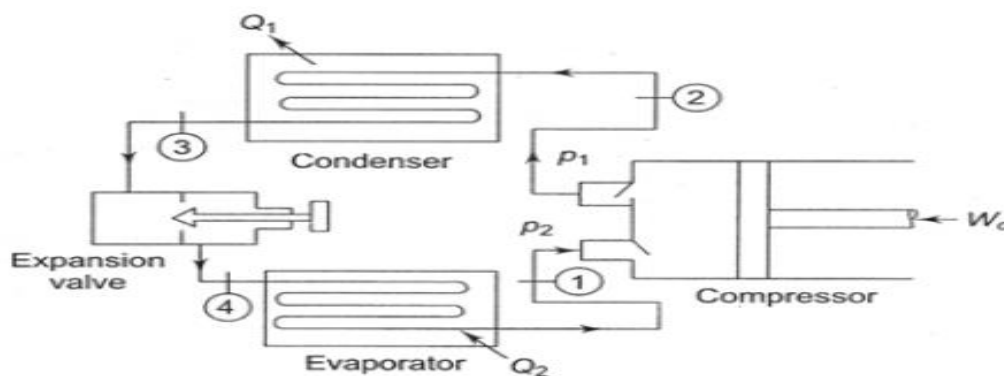 Q1
2
3
Condenser
p1
Wc
p2
Expansion
valve
1
Compressor
4
Evaporator
Q2